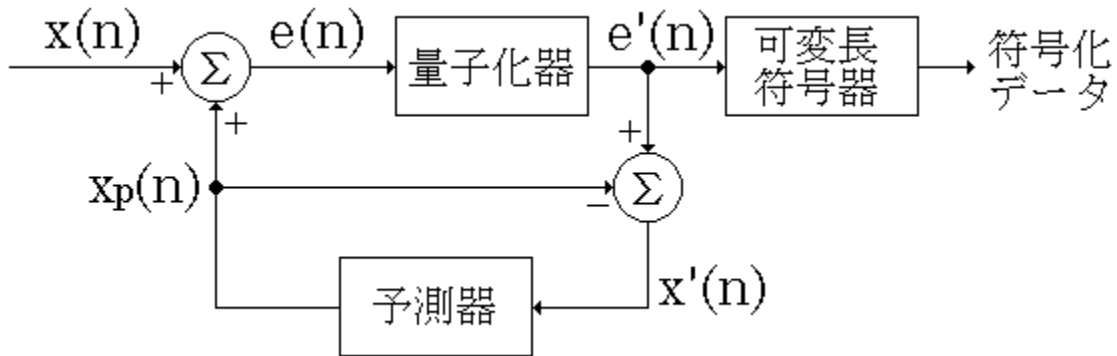 x(n)
e(n)
e'(n)
+
Σ
量子化器
可変長
符号器
符号化
データ
+
+
xp(n)
Σ
−
予測器
x'(n)